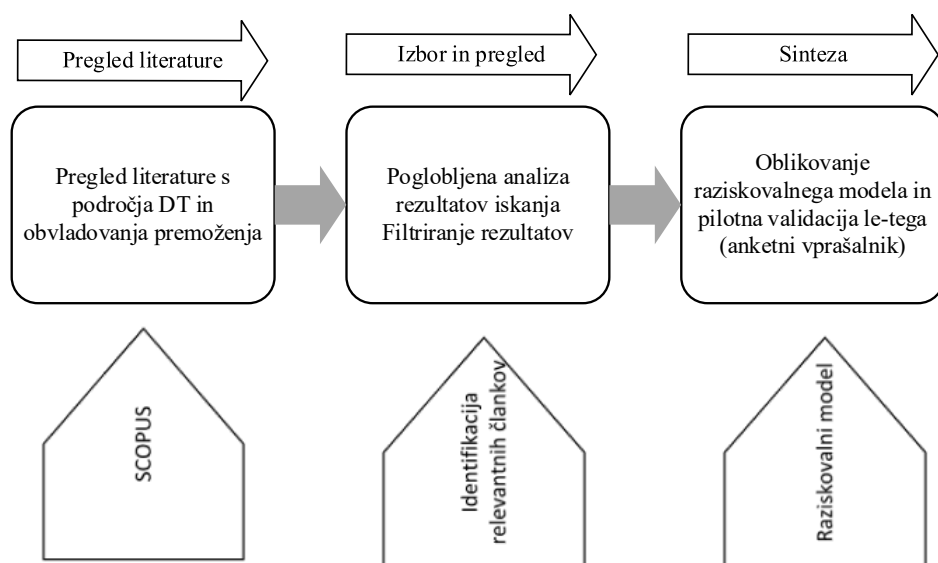 Pregled literature
Izbor in pregled
Sinteza
Pregled literature s
področja DT in
obvladovanja premoženja
Poglobljena analiza
rezultatov iskanja
Filtriranje rezultatov
Oblikovanje
raziskovalnega modela in
pilotna validacija le-tega
(anketni vprašalnik)
SCOPUS
Identifikacija
relevantnih člankov
Raziskovalni model